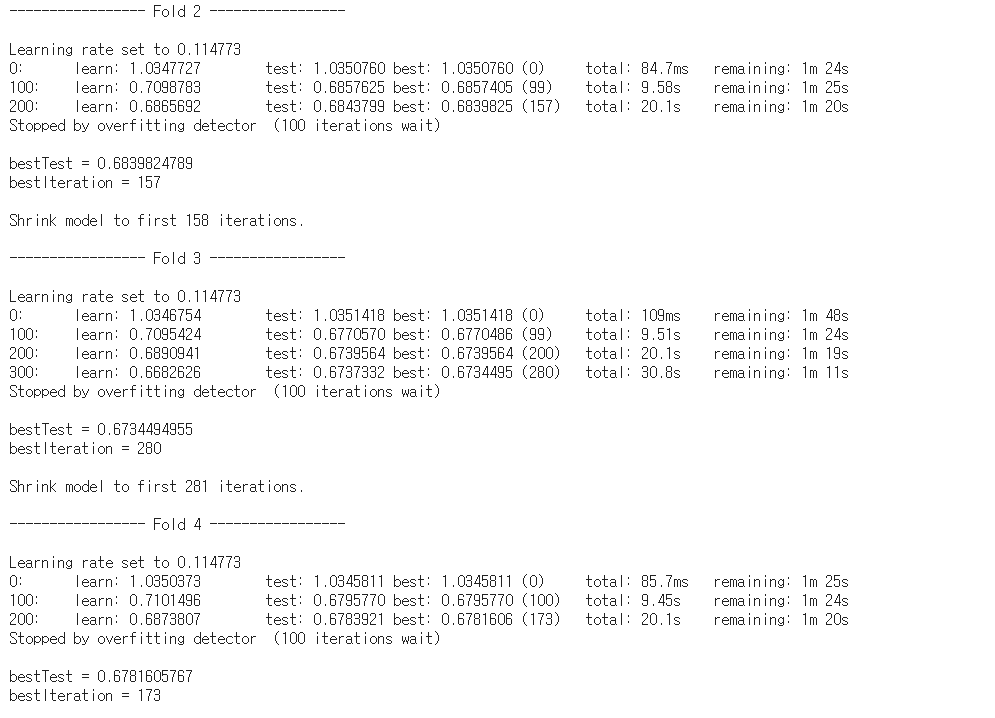 ----------------- Fold 2 -----------------
Learning rate set to 0.114773
0: learn: 1.0347727 test: 1.0350760 best: 1.0350760 (0) total: 84.7ms remaining: 1m 24s
100: learn: 0.7098783 test: 0.6857625 best: 0.6857405 (99) total: 9.58s remaining: 1m 25s
200: learn: 0.6865692 test: 0.6843799 best: 0.6839825 (157) total: 20.1s remaining: 1m 20s
Stopped by overfitting detector (100 iterations wait)
bestTest = 0.6839824789
bestIteration = 157
Shrink model to first 158 iterations.
----------------- Fold 3 -----------------
Learning rate set to 0.114773
0: learn: 1.0346754 test: 1.0351418 best: 1.0351418 (0) total: 109ms remaining: 1m 48s
100: learn: 0.7095424 test: 0.6770570 best: 0.6770486 (99) total: 9.51s remaining: 1m 24s
200: learn: 0.6890941 test: 0.6739564 best: 0.6739564 (200) total: 20.1s remaining: 1m 19s
300: learn: 0.6682626 test: 0.6737332 best: 0.6734495 (280) total: 30.8s remaining: 1m 11s
Stopped by overfitting detector (100 iterations wait)
bestTest = 0.6734494955
bestIteration = 280
Shrink model to first 281 iterations.
----------------- Fold 4 -----------------
Learning rate set to 0.114773
0: learn: 1.0350373 test: 1.0345811 best: 1.0345811 (0) total: 85.7ms remaining: 1m 25s
100: learn: 0.7101496 test: 0.6795770 best: 0.6795770 (100) total: 9.45s remaining: 1m 24s
200: learn: 0.6873807 test: 0.6783921 best: 0.6781606 (173) total: 20.1s remaining: 1m 20s
Stopped by overfitting detector (100 iterations wait)
bestTest = 0.6781605767
bestIteration = 173